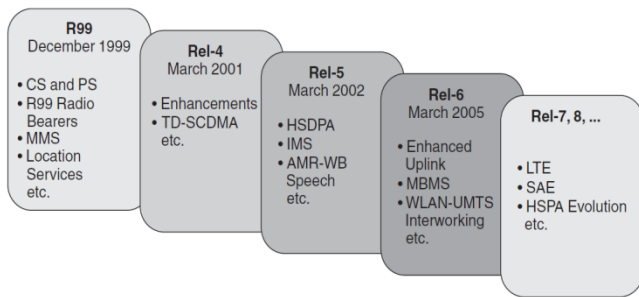 R99
December 1999
• CS and PS
• R99 Radio
Bearers
• MMS
• Location
Services
etc.
Rel-4
March 2001
• Enhancements
• TD-SCDMA
etc.
Rel-5
March 2002
• HSDPA
• IMS
• AMR-WB
Speech
etc.
Rel-6
March 2005
• Enhanced
Uplink
• MBMS
• WLAN-UMTS
Interworking
etc.
Rel-7, 8, ...
• LTE
• SAE
• HSPA Evolution
etc.